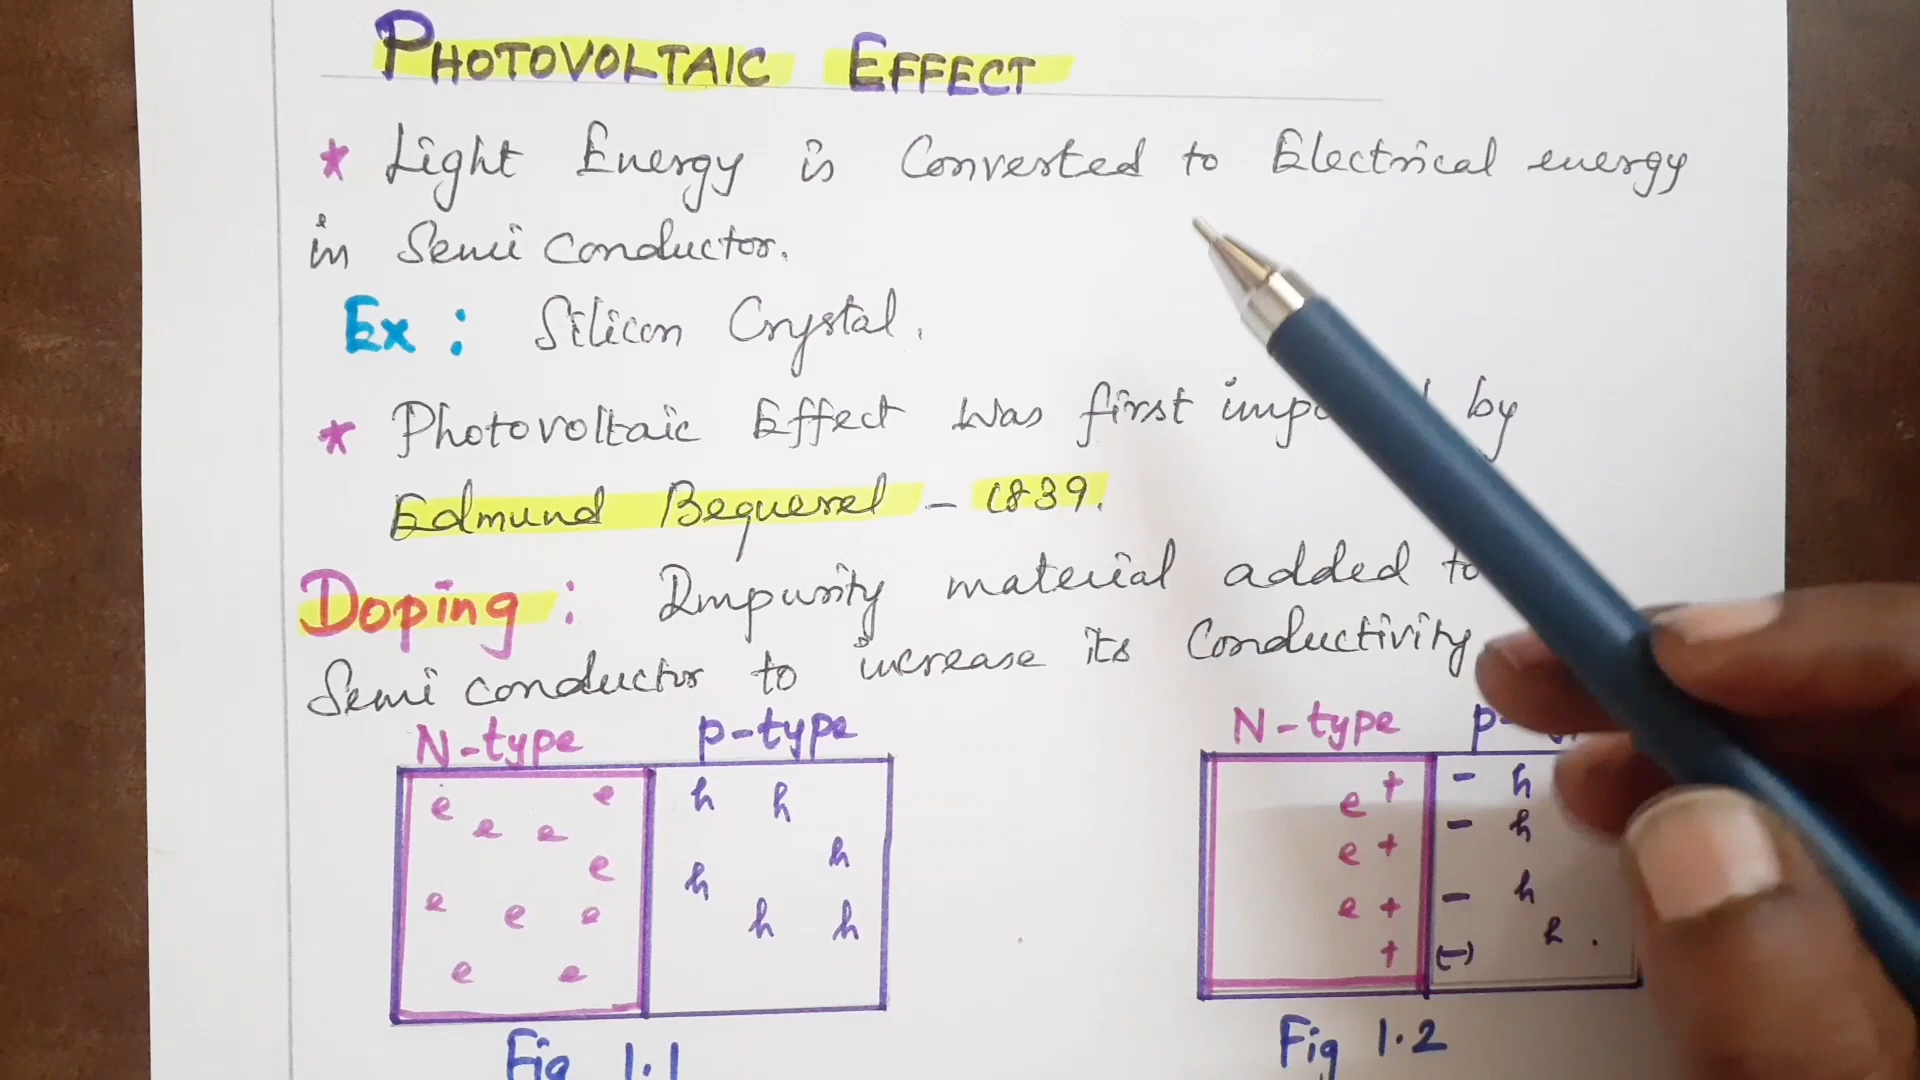 PHOTOVOLTAIC EFFECT
* Light Energy is Converted to Electrical energy
in Semi Conductor.
Ex : Silicon Crystal.
* Photovoltaic Effect was first by
Edmund Bequerel - 1839.
Doping : Impurity material added to
Semi conductor to increase its Conductivity
N-type p-type N-type
e e e e e e e e e e
h h h h h h
e + e + e + +
- h - h - h (-) h .
Fig 1.1 Fig 1.2